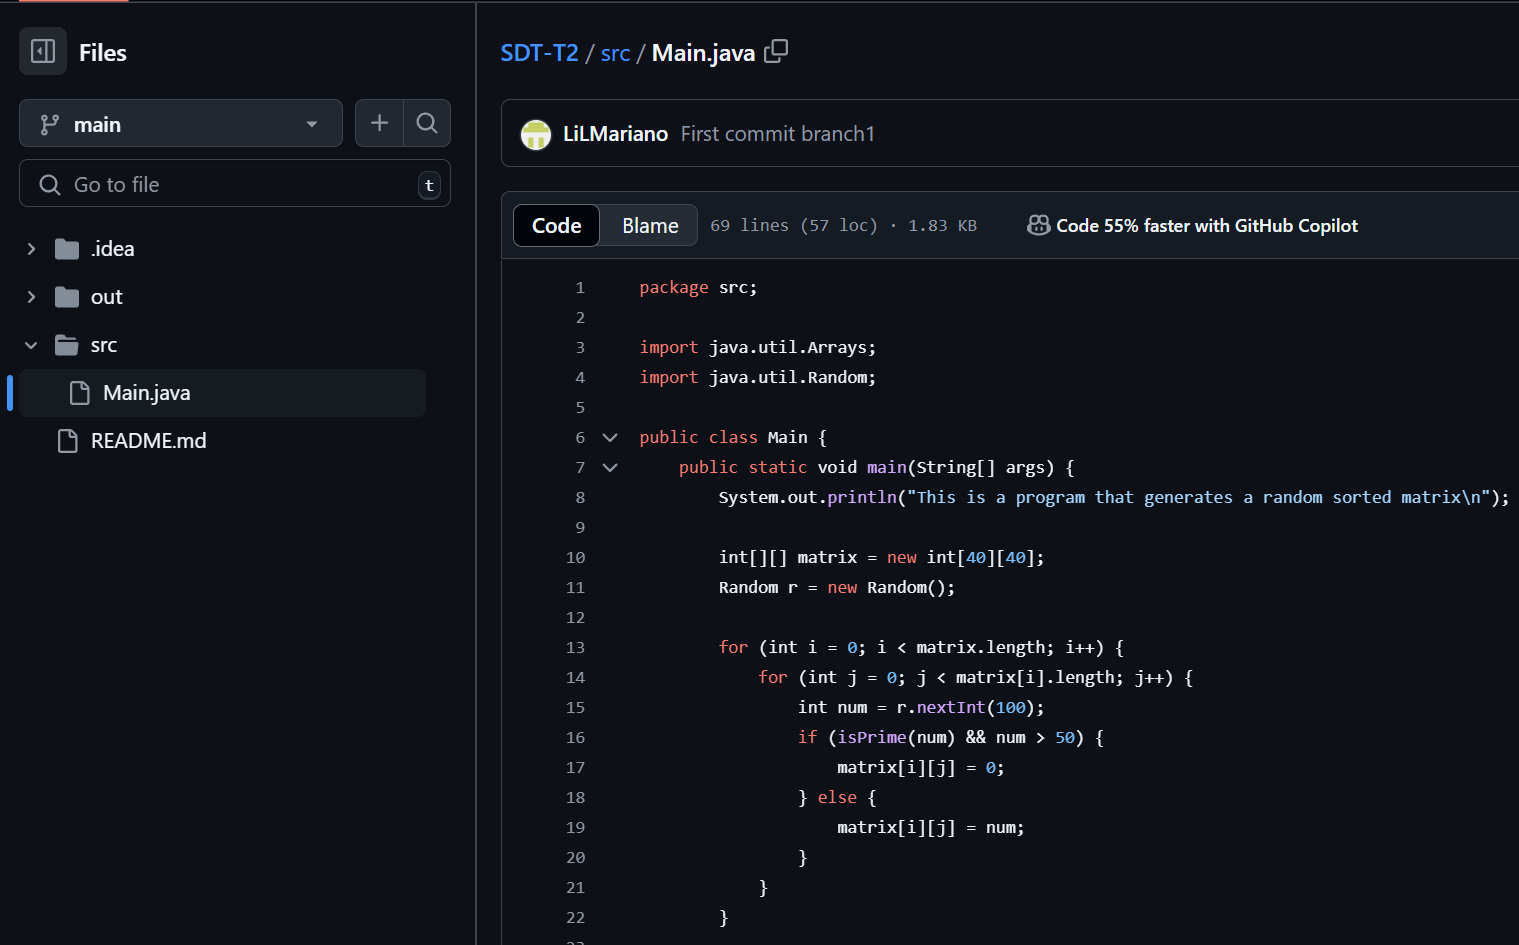 Files
main
Go to file
t
.idea
out
src
Main.java
README.md
SDT-T2 / src / Main.java
LiLMariano First commit branch1
Code Blame 69 lines (57 loc) · 1.83 KB Code 55% faster with GitHub Copilot
1 package src;
2
3 import java.util.Arrays;
4 import java.util.Random;
5
6 public class Main {
7 public static void main(String[] args) {
8 System.out.println("This is a program that generates a random sorted matrix\n");
9
10 int[][] matrix = new int[40][40];
11 Random r = new Random();
12
13 for (int i = 0; i < matrix.length; i++) {
14 for (int j = 0; j < matrix[i].length; j++) {
15 int num = r.nextInt(100);
16 if (isPrime(num) && num > 50) {
17 matrix[i][j] = 0;
18 } else {
19 matrix[i][j] = num;
20 }
21 }
22 }